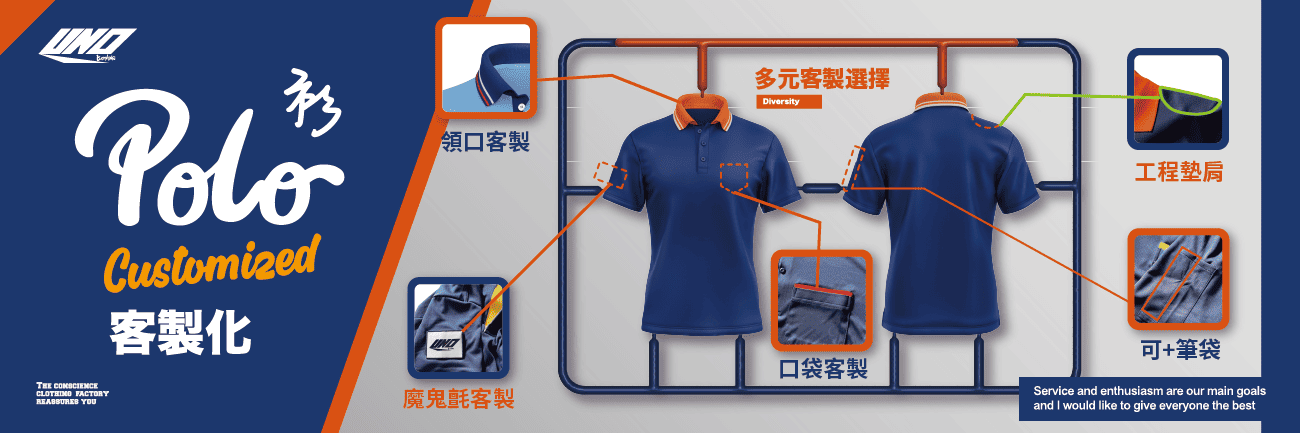 UNO
Polo
衫
Customized
客製化
THE CONSCIENCE
CLOTHING FACTORY
REASSURES YOU
領口客製
多元客製選擇
Diversity
工程墊肩
口袋客製
可+筆袋
魔鬼氈客製
UNO
Service and enthusiasm are our main goals
and I would like to give everyone the best